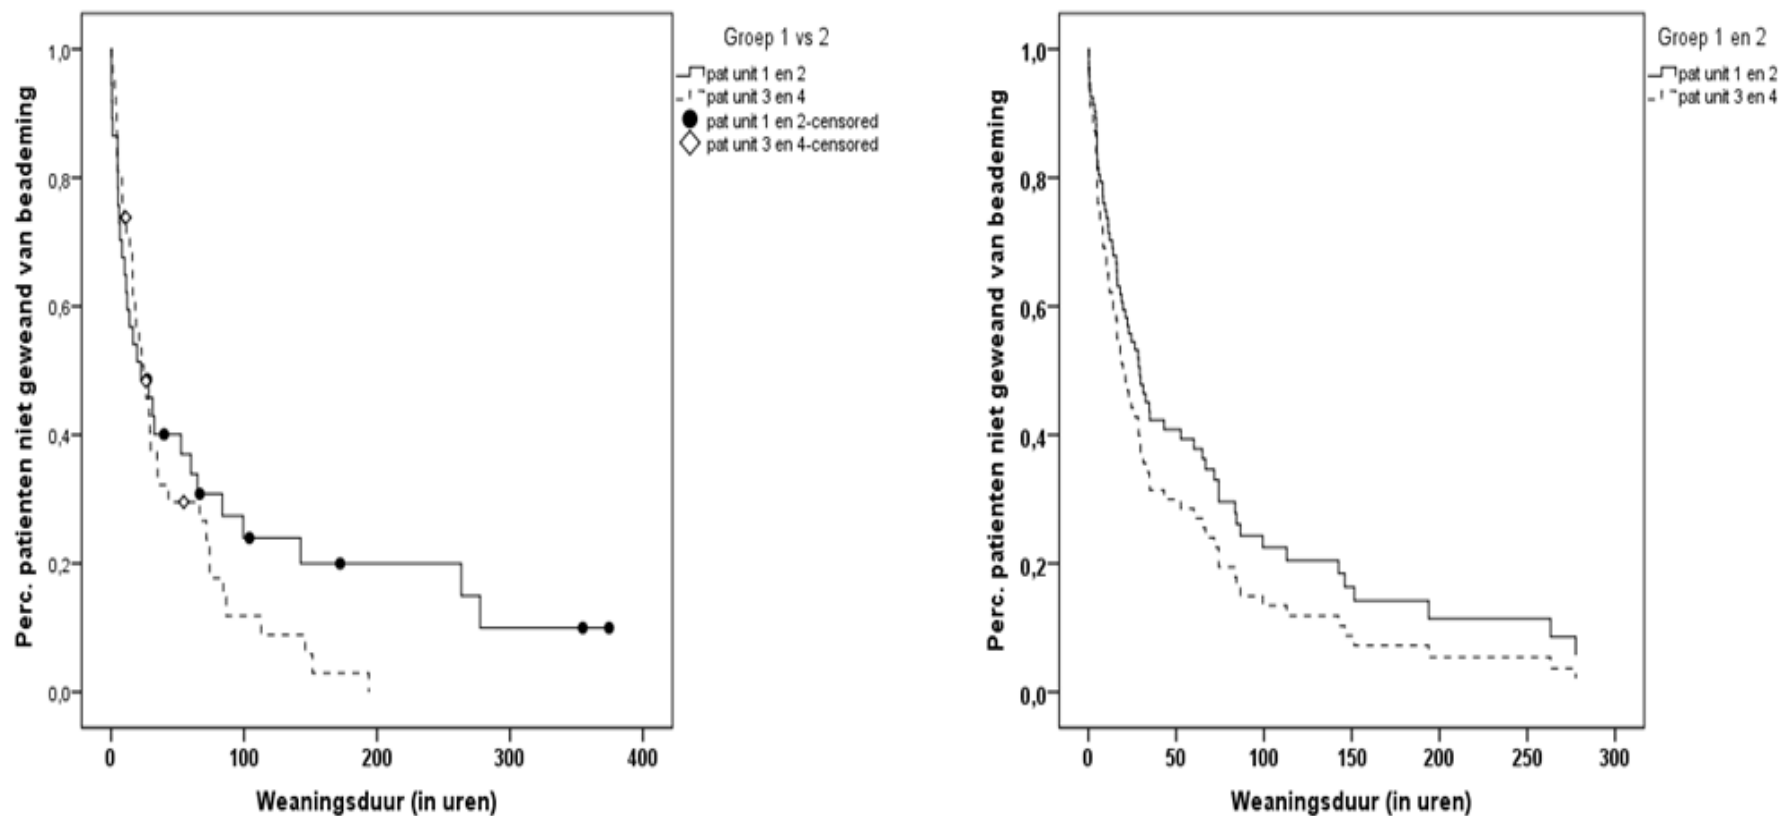 Groep 1 vs 2
pat unit 1 en 2
pat unit 3 en 4
pat unit 1 en 2-censored
pat unit 3 en 4-censored
Perc. patienten niet geweand van beademing
1,0
0,8
0,6
0,4
0,2
0,0
0 100 200 300 400
Weaningsduur (in uren)
Groep 1 en 2
pat unit 1 en 2
pat unit 3 en 4
Perc. patienten niet geweand van beademing
1,0
0,8
0,6
0,4
0,2
0,0
0 50 100 150 200 250 300
Weaningsduur (in uren)